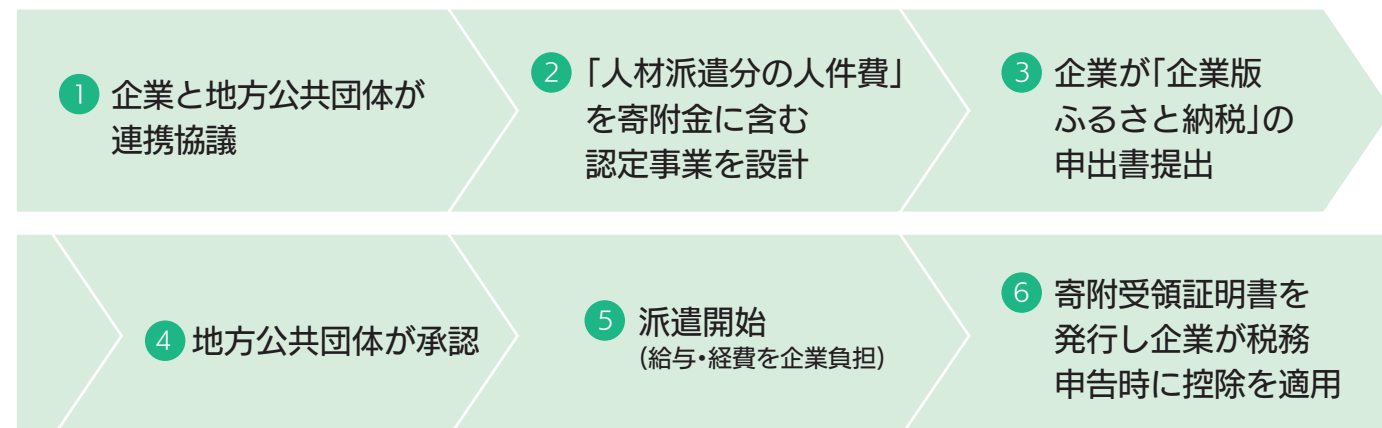 1 企業と地方公共団体が
連携協議
2 「人材派遣分の人件費」
を寄附金に含む
認定事業を設計
3 企業が「企業版
ふるさと納税」の
申出書提出
4 地方公共団体が承認
5 派遣開始
(給与・経費を企業負担)
6 寄附受領証明書を
発行し企業が税務
申告時に控除を適用